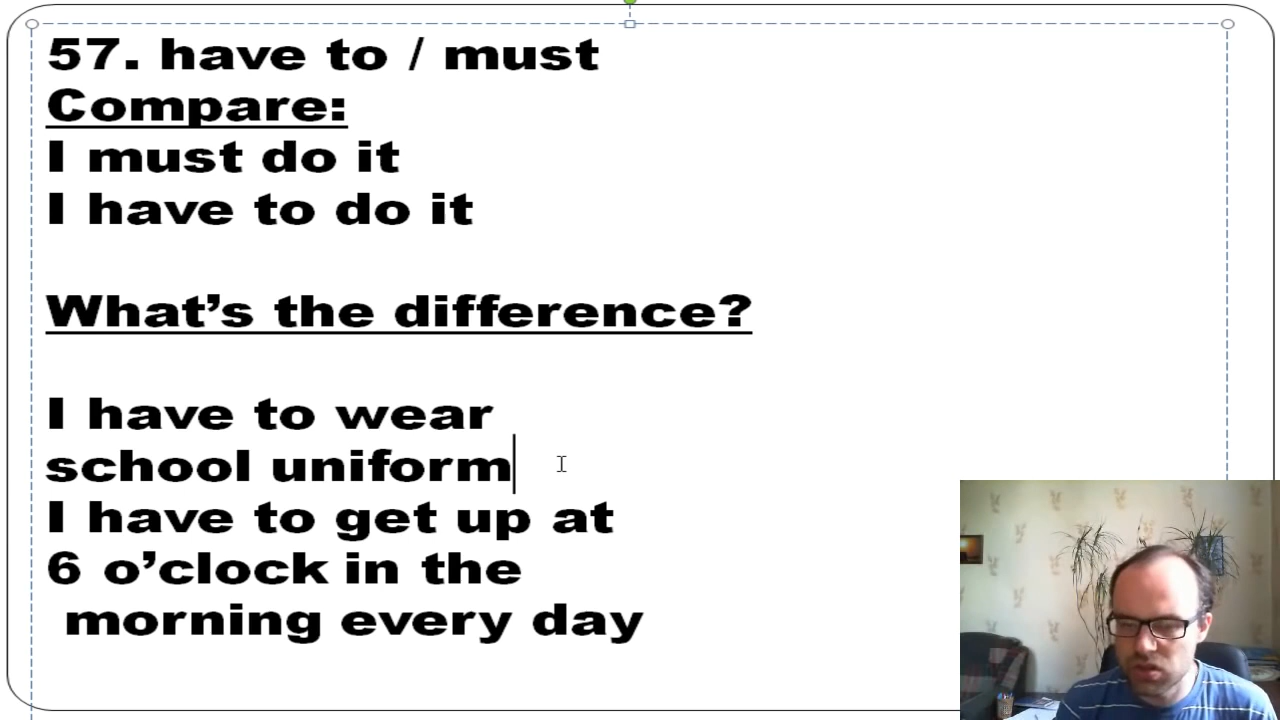 57. have to / must
Compare:
I must do it
I have to do it
What’s the difference?
I have to wear
school uniform
I have to get up at
6 o’clock in the
morning every day